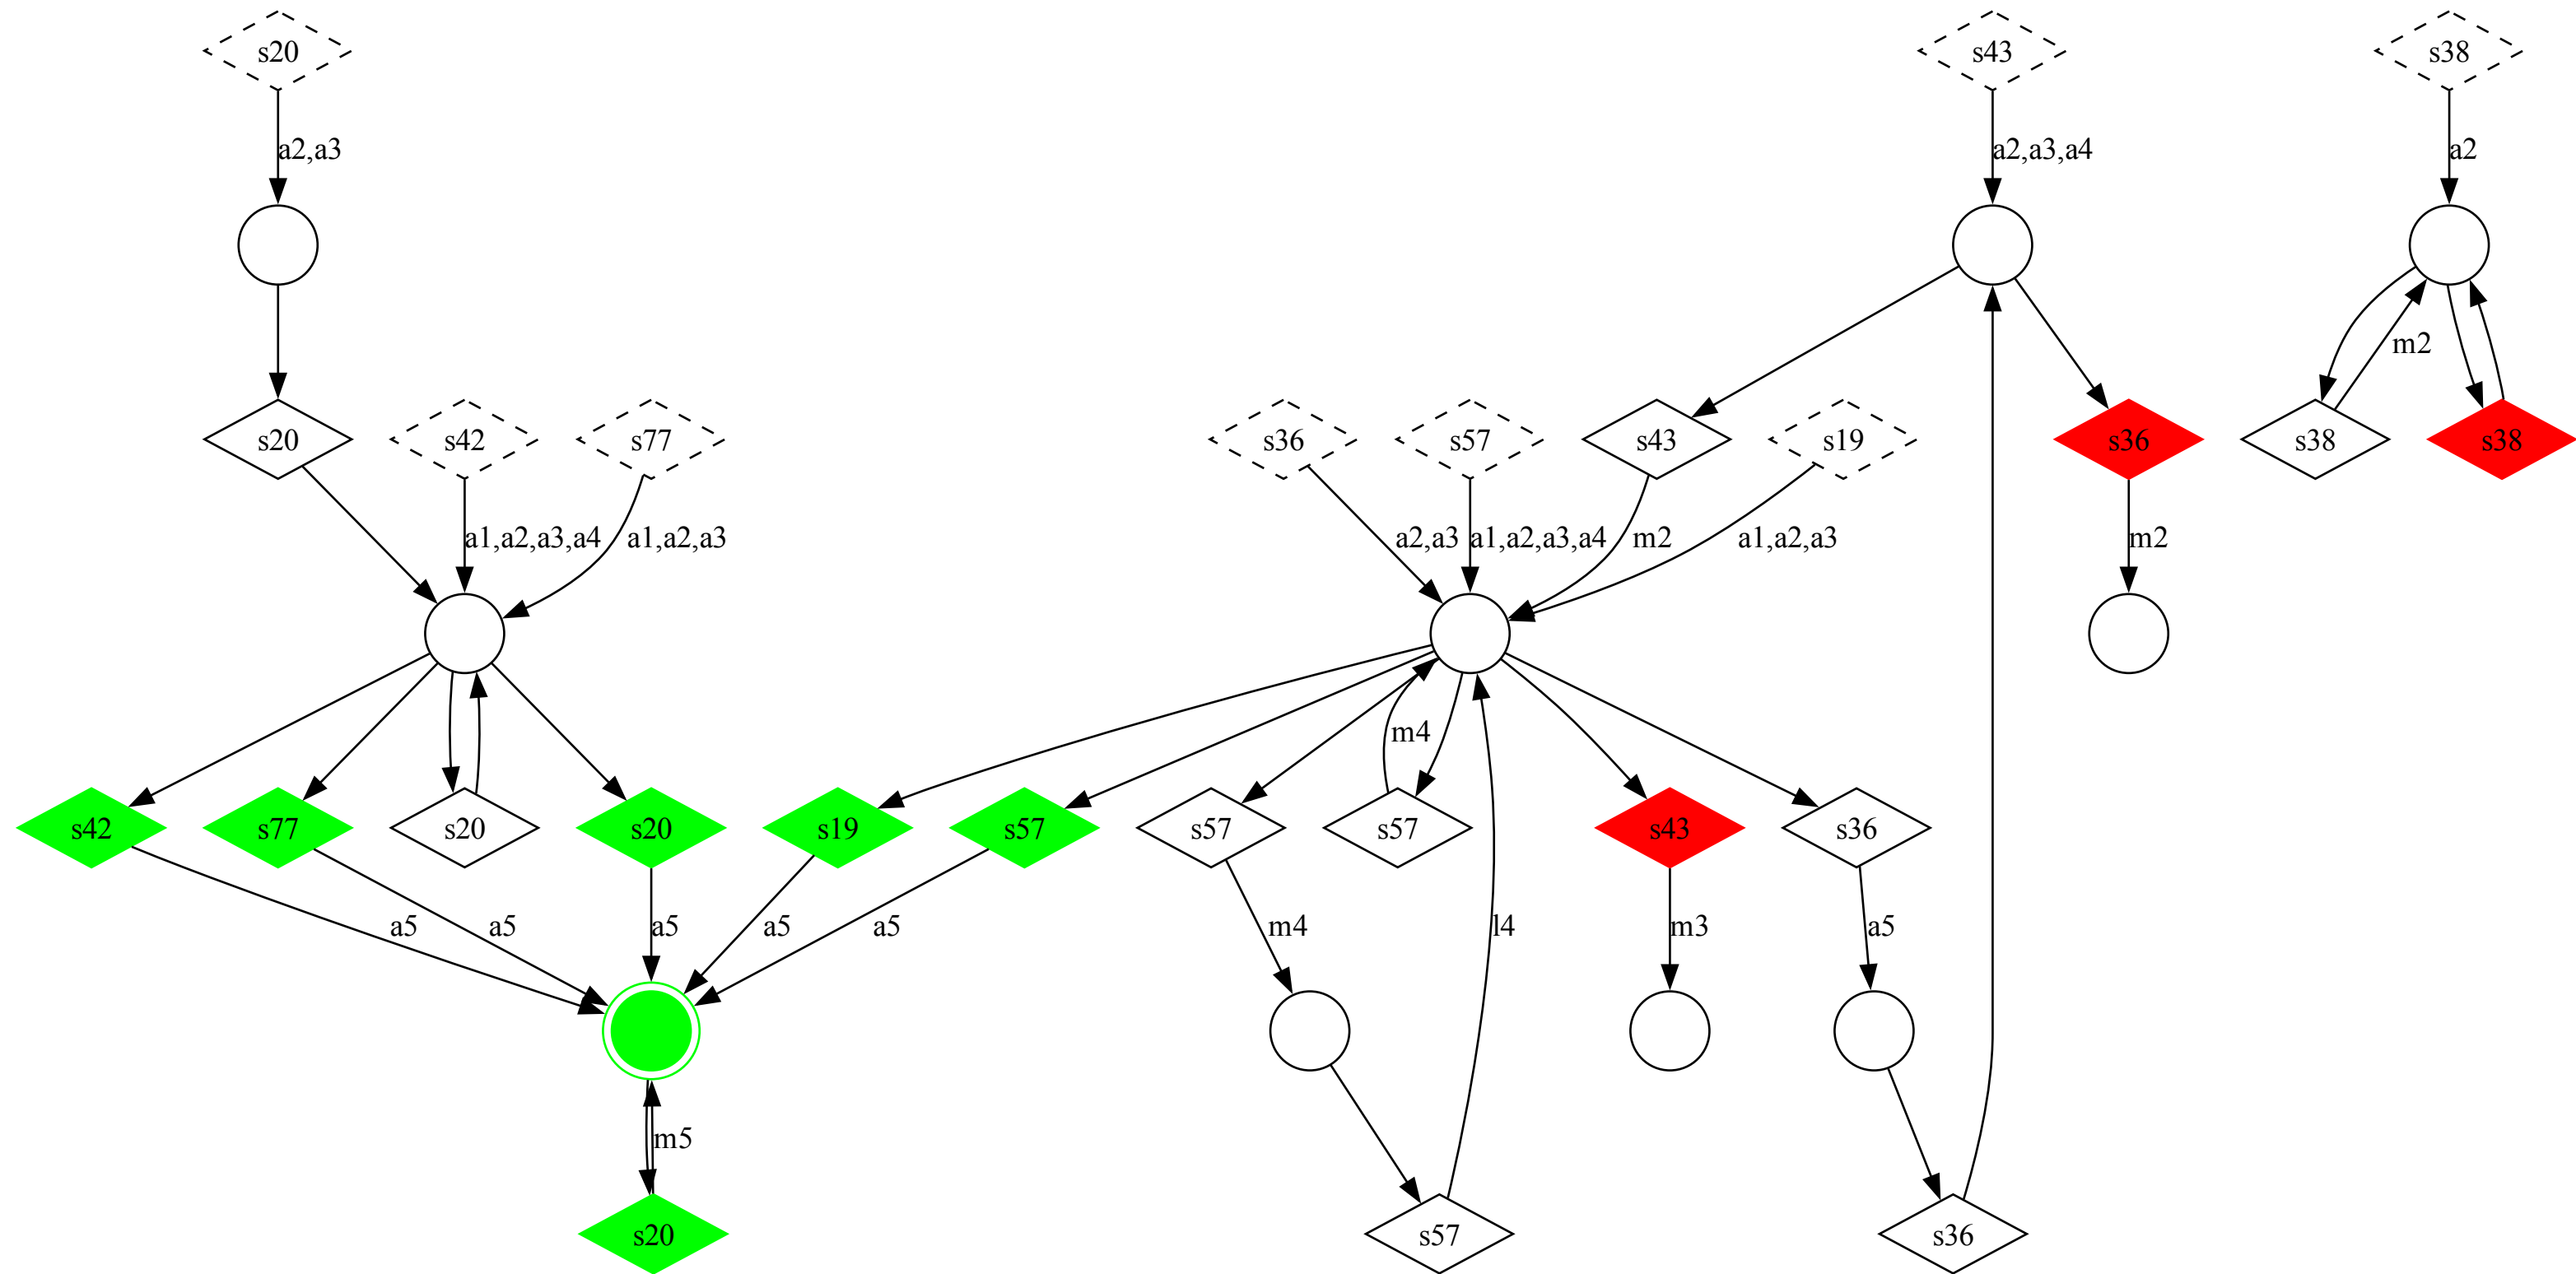 s20
s43
s38
a2,a3
a2,a3,a4
a2
m2
s20
s42
s77
s36
s57
s43
s19
s36
s38
s38
a1,a2,a3,a4
a1,a2,a3
a2,a3
a1,a2,a3,a4
m2
a1,a2,a3
m2
m4
s42
s77
s20
s20
s19
s57
s57
s57
s43
s36
a5
a5
a5
a5
a5
m4
l4
m3
a5
m5
s20
s57
s36